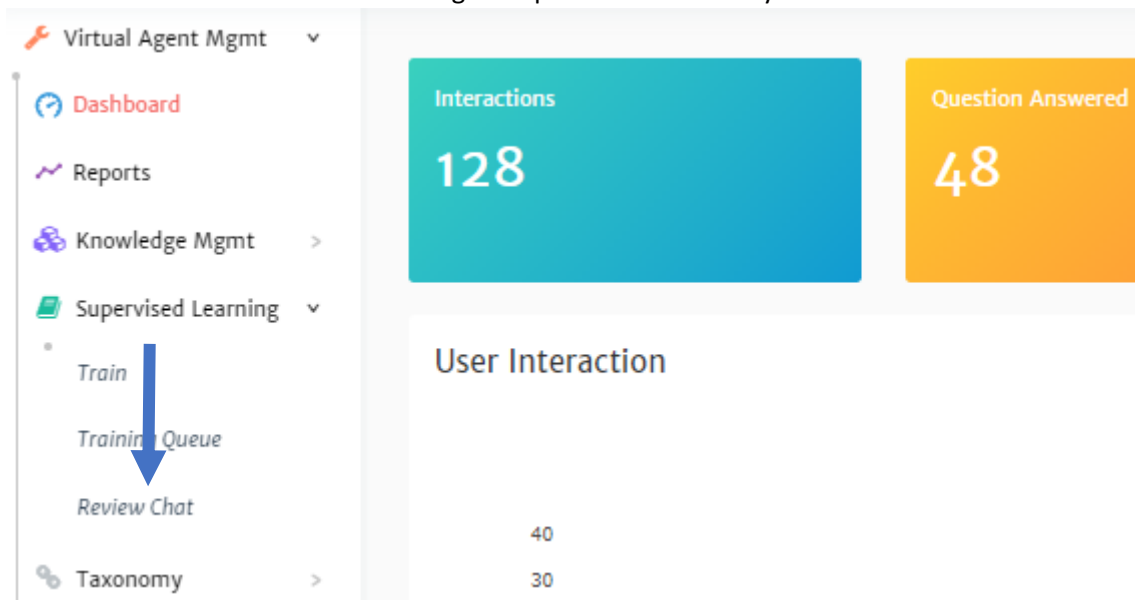 Virtual Agent Mgmt
Dashboard
Reports
Knowledge Mgmt
Supervised Learning
Train
Training Queue
Review Chat
Taxonomy
Interactions
128
Question Answered
48
User Interaction
40
30